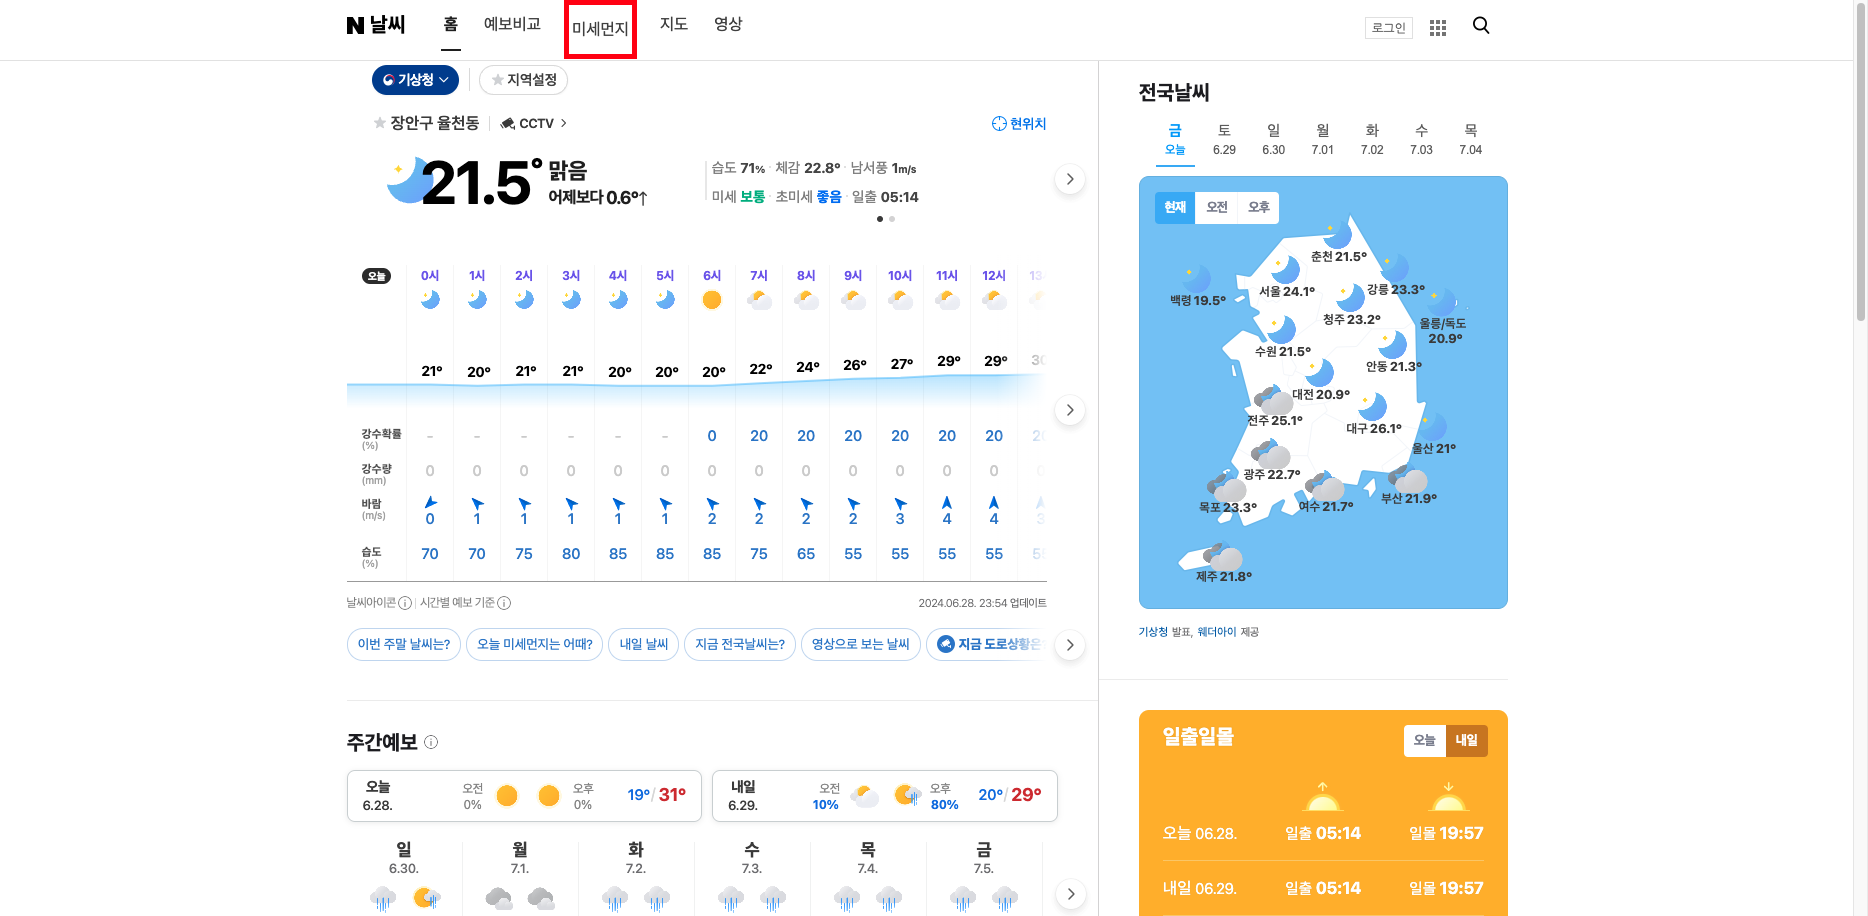 N 날씨 홈 예보비교 미세먼지 지도 영상 로그인
기상청 지역설정
장안구 율천동 CCTV 현위치
21.5° 맑음
어제보다 0.6°↑
습도 71% · 체감 22.8° · 남서풍 1m/s
미세 보통 · 초미세 좋음 · 일출 05:14
오늘 0시 1시 2시 3시 4시 5시 6시 7시 8시 9시 10시 11시 12시
21° 20° 21° 21° 20° 20° 20° 22° 24° 26° 27° 29° 29°
강수확률 - - - - - - 0 20 20 20 20 20 20
(%)
강수량 0 0 0 0 0 0 0 0 0 0 0 0 0
(mm)
바람
(m/s) 0 1 1 1 1 1 2 2 2 2 3 4 4
습도 70 70 75 80 85 85 85 75 65 55 55 55 55
(%)
날씨아이콘 시간별 예보 기준 2024.06.28. 23:54 업데이트
이번 주말 날씨는? 오늘 미세먼지는 어때? 내일 날씨 지금 전국날씨는? 영상으로 보는 날씨 지금 도로상황은
주간예보
오늘 오전 오후 19°/31°
6.28. 0% 0%
내일 오전 오후 20°/29°
6.29. 10% 80%
일 월 화 수 목 금
6.30. 7.1. 7.2. 7.3. 7.4. 7.5.
전국날씨
금 토 일 월 화 수 목
오늘 6.29 6.30 7.01 7.02 7.03 7.04
현재 오전 오후
춘천 21.5°
백령 19.5°
서울 24.1°
강릉 23.3°
청주 23.2°
울릉/독도
20.9°
수원 21.5°
안동 21.3°
대전 20.9°
전주 25.1°
대구 26.1°
울산 21°
광주 22.7°
부산 21.9°
목포 23.3°
여수 21.7°
제주 21.8°
기상청 발표, 웨더아이 제공
일출일몰 오늘 내일
오늘 06.28. 일출 05:14 일몰 19:57
내일 06.29. 일출 05:14 일몰 19:57